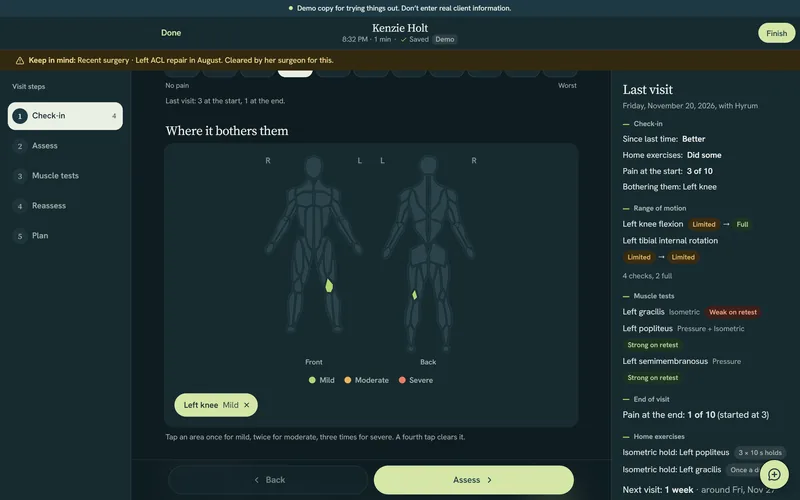 Demo copy for trying things out. Don't enter real client information.
Done
Kenzie Holt
8:32 PM · 1 min · ✓ Saved Demo
Finish
Keep in mind: Recent surgery · Left ACL repair in August. Cleared by her surgeon for this.
Visit steps
1 Check-in 4
2 Assess
3 Muscle tests
4 Reassess
5 Plan
No pain
Worst
Last visit: 3 at the start, 1 at the end.
Where it bothers them
R L L R
Front
Back
Mild Moderate Severe
Left knee Mild ×
Tap an area once for mild, twice for moderate, three times for severe. A fourth tap clears it.
Back
Assess
Last visit
Friday, November 20, 2026, with Hyrum
Check-in
Since last time: Better
Home exercises: Did some
Pain at the start: 3 of 10
Bothering them: Left knee
Range of motion
Left knee flexion Limited → Full
Left tibial internal rotation
Limited → Limited
4 checks, 2 full
Muscle tests
Left gracilis Isometric Weak on retest
Left popliteus Pressure + Isometric
Strong on retest
Left semimembranosus Pressure
Strong on retest
End of visit
Pain at the end: 1 of 10 (started at 3)
Home exercises
Isometric hold: Left popliteus 3 × 10 s holds
Isometric hold: Left gracilis Once a d
Next visit: 1 week · around Fri, Nov 27